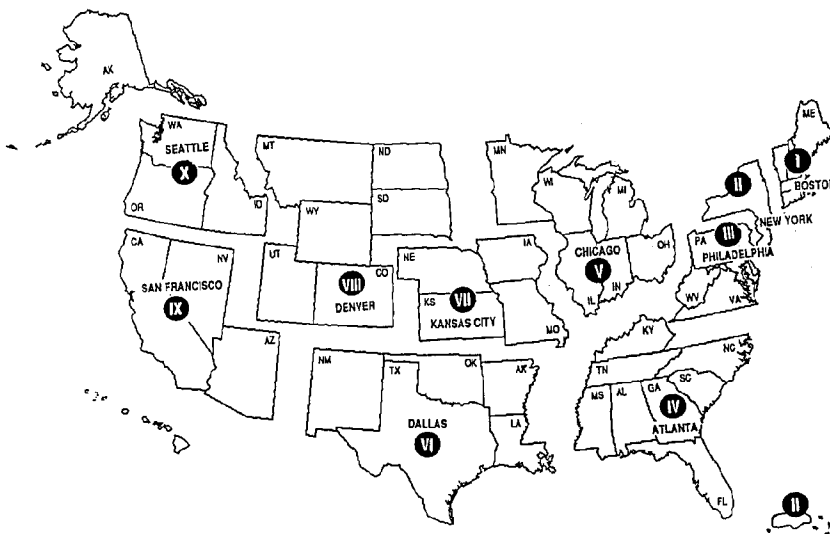 AK
WA
SEATTLE
X
OR
ID
MT
ND
SD
WY
MN
WI
MI
ME
I
BOSTON
II
NEW YORK
PA
III
PHILADELPHIA
CA
NV
SAN FRANCISCO
IX
AZ
UT
CO
VIII
DENVER
NE
IA
KS
VII
KANSAS CITY
MO
CHICAGO
V
IL
IN
OH
WV
VA
KY
NC
TN
SC
MS
AL
GA
IV
ATLANTA
FL
NM
TX
OK
AK
LA
DALLAS
VI
II